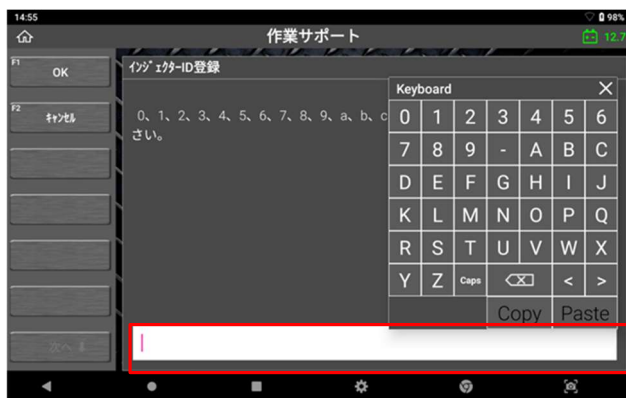 14:55
98%
作業サポート
12.7
F1 OK
インジェクターID登録
Keyboard
F2 キャンセル
0、1、2、3、4、5、6、7、8、9、a、b、c
さい。
0 1 2 3 4 5 6
7 8 9 - A B C
D E F G H I J
K L M N O P Q
R S T U V W X
Y Z Caps < >
Copy Paste
次へ